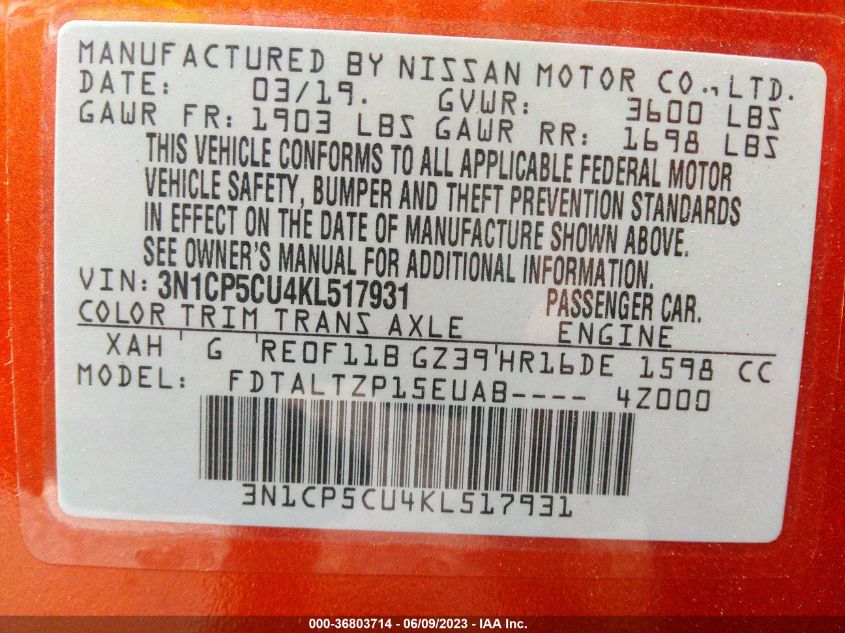 MANUFACTURED BY NISSAN MOTOR CO., LTD.
DATE: 03/19. GVWR: 3600 LBS
GAWR FR: 1903 LBS GAWR RR: 1698 LBS
THIS VEHICLE CONFORMS TO ALL APPLICABLE FEDERAL MOTOR
VEHICLE SAFETY, BUMPER AND THEFT PREVENTION STANDARDS
IN EFFECT ON THE DATE OF MANUFACTURE SHOWN ABOVE.
SEE OWNER'S MANUAL FOR ADDITIONAL INFORMATION.
VIN: 3N1CP5CU4KL517931 PASSENGER CAR.
COLOR TRIM TRANS AXLE ENGINE
XAH G RE0F11B GZ39 HR16DE 1598 CC
MODEL: FDTALTZP15EUAB---- 4Z000
3N1CP5CU4KL517931
000-36803714 - 06/09/2023 - IAA Inc.